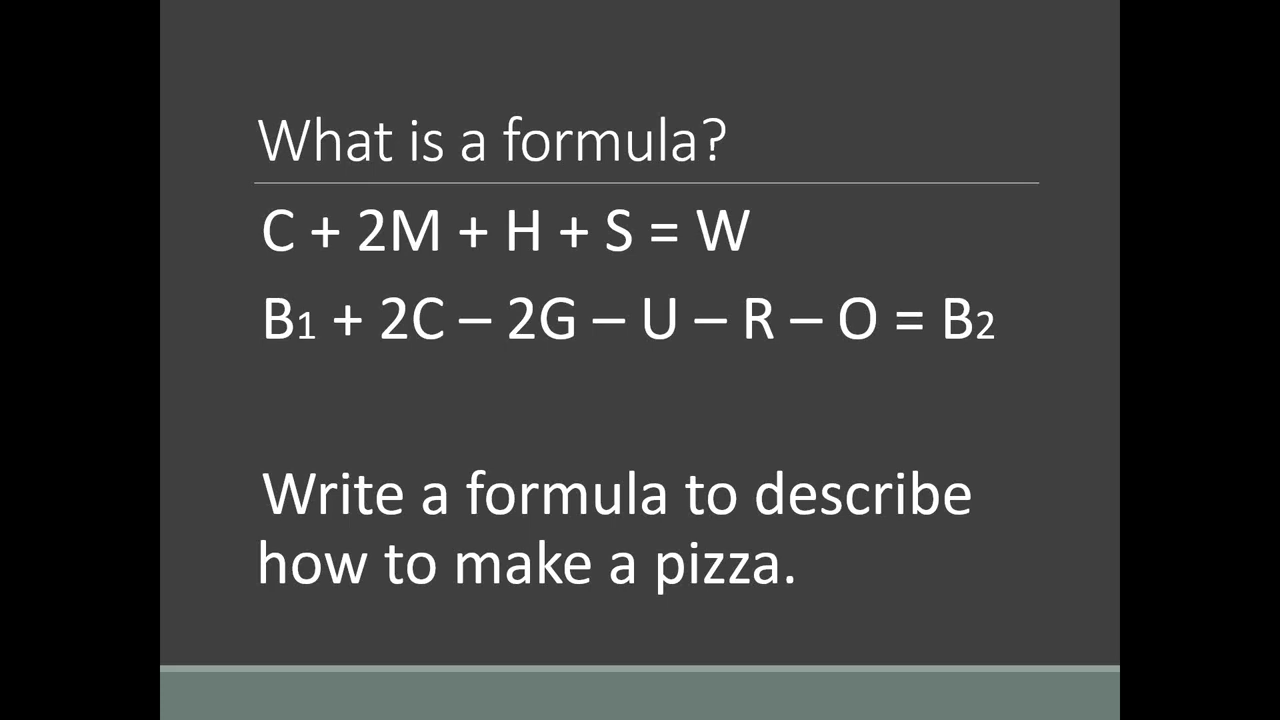 What is a formula?
C + 2M + H + S = W
B1 + 2C – 2G – U – R – O = B2
Write a formula to describe
how to make a pizza.